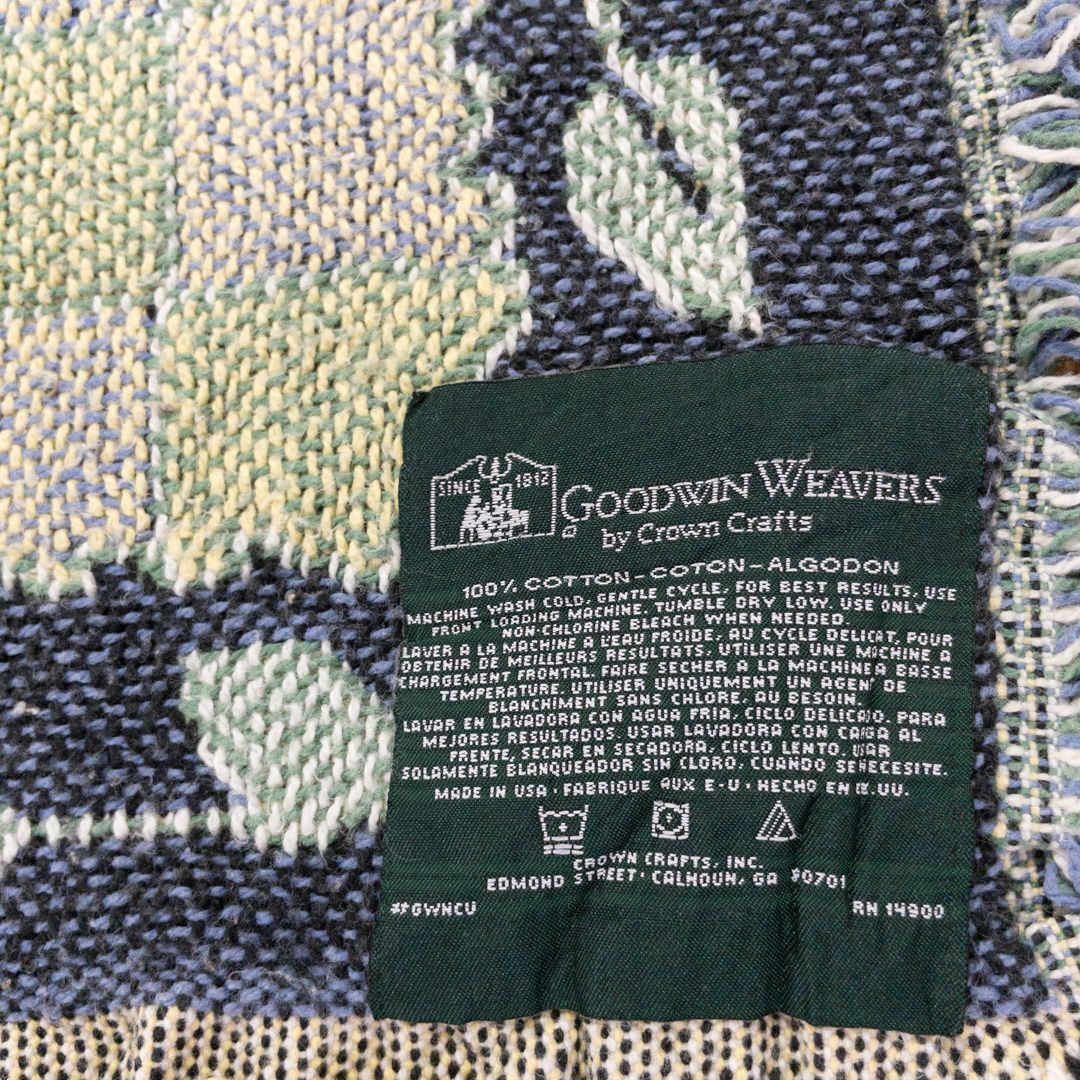 SINCE 1812
GOODWIN WEAVERS
by Crown Crafts
100% COTTON - COTON - ALGODON
MACHINE WASH COLD, GENTLE CYCLE, FOR BEST RESULTS, USE
FRONT LOADING MACHINE, TUMBLE DRY LOW. USE ONLY
NON-CHLORINE BLEACH WHEN NEEDED.
LAVER A LA MACHINE A L'EAU FROIDE, AU CYCLE DELICAT, POUR
OBTENIR DE MEILLEURS RESULTATS, UTILISER UNE MACHINE A
CHARGEMENT FRONTAL. FAIRE SECHER A LA MACHINE A BASSE
TEMPERATURE. UTILISER UNIQUEMENT UN AGENT DE
BLANCHIMENT SANS CHLORE, AU BESOIN.
LAVAR EN LAVADORA CON AGUA FRIA, CICLO DELICADO. PARA
MEJORES RESULTADOS, USAR LAVADORA CON CARGA AL
FRENTE, SECAR EN SECADORA, CICLO LENTO. USAR
SOLAMENTE BLANQUEADOR SIN CLORO, CUANDO SE NECESITE.
MADE IN USA · FABRIQUE AUX E-U · HECHO EN EE.UU.
CROWN CRAFTS, INC.
EDMOND STREET · CALHOUN, GA 30701
#GWNCU
RN 14900